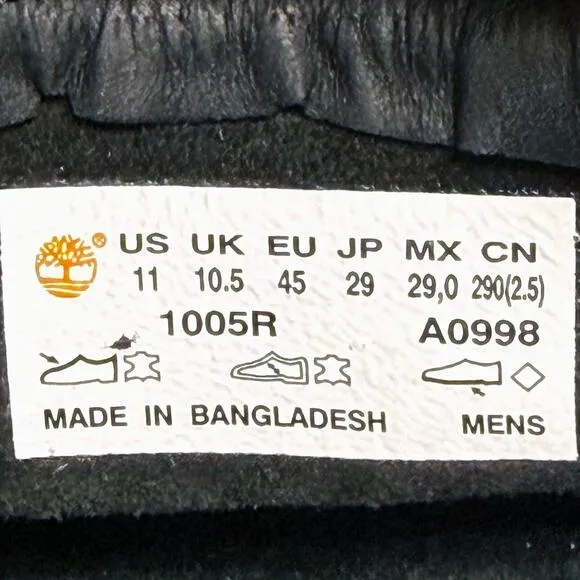 ® US UK EU JP MX CN
11 10.5 45 29 29,0 290(2.5)
1005R A0998
MADE IN BANGLADESH MENS